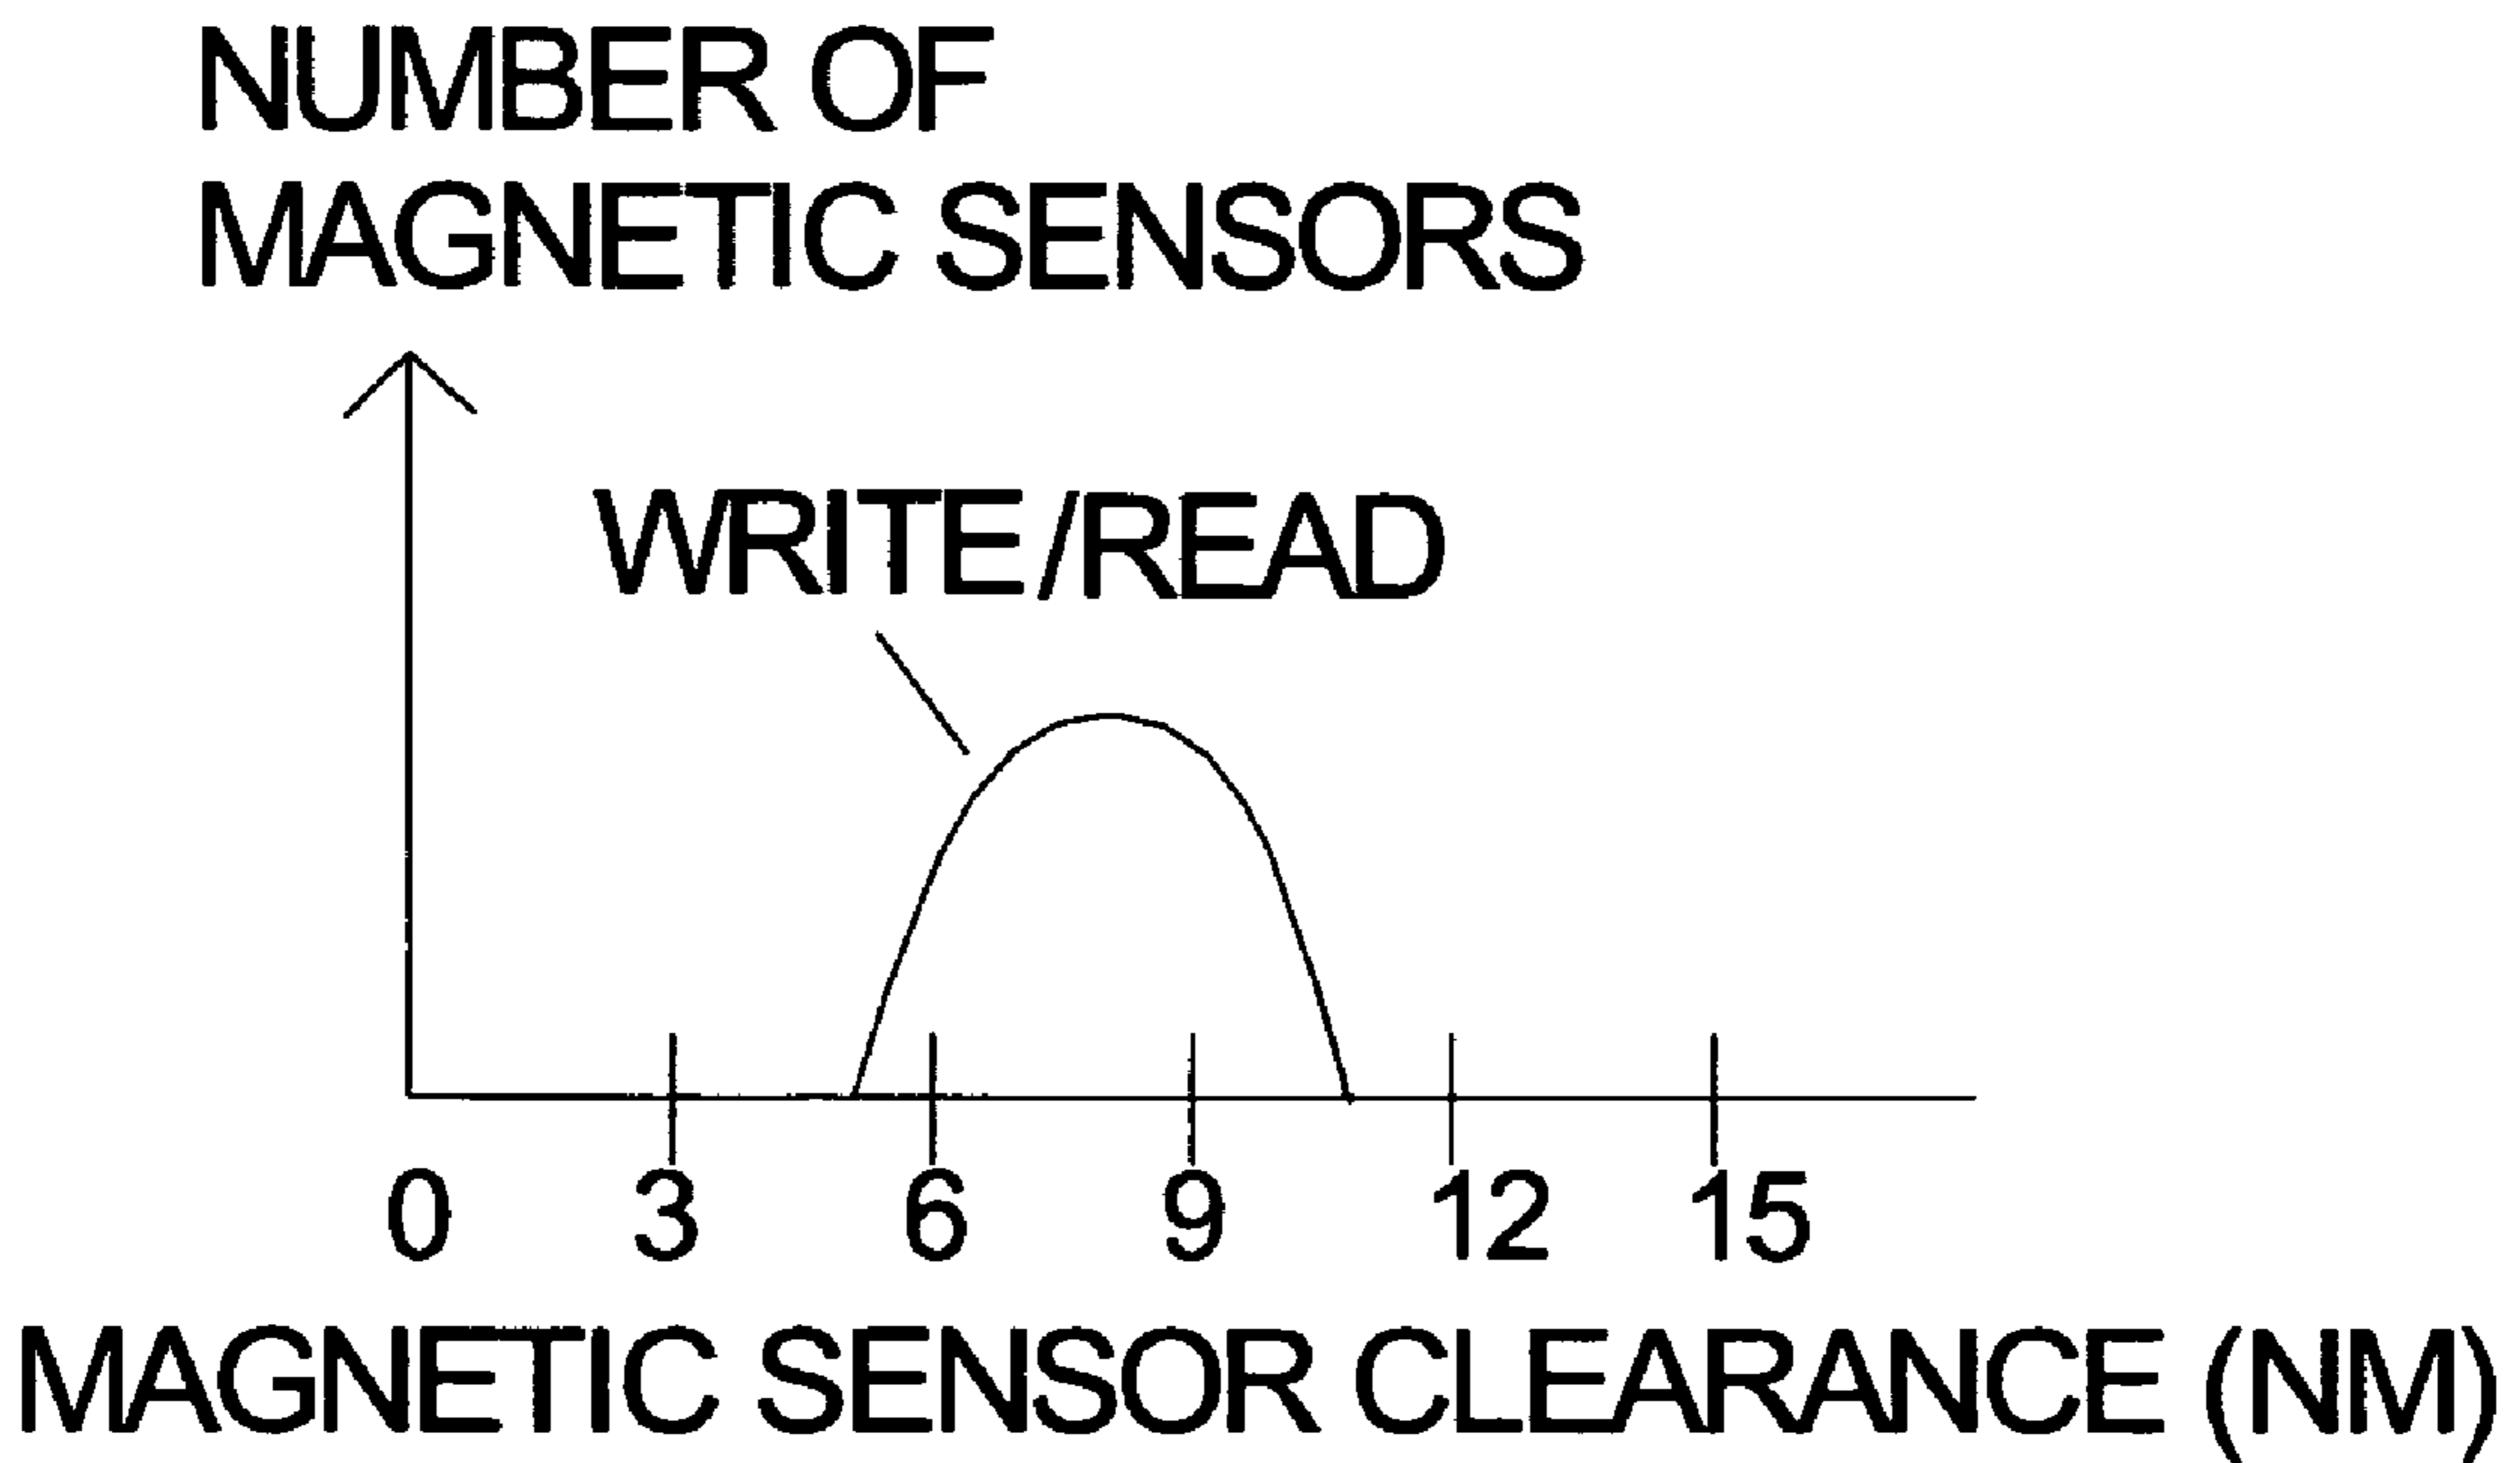 NUMBER OF
MAGNETIC SENSORS
WRITE/READ
0 3 6 9 12 15
MAGNETIC SENSOR CLEARANCE (NM)